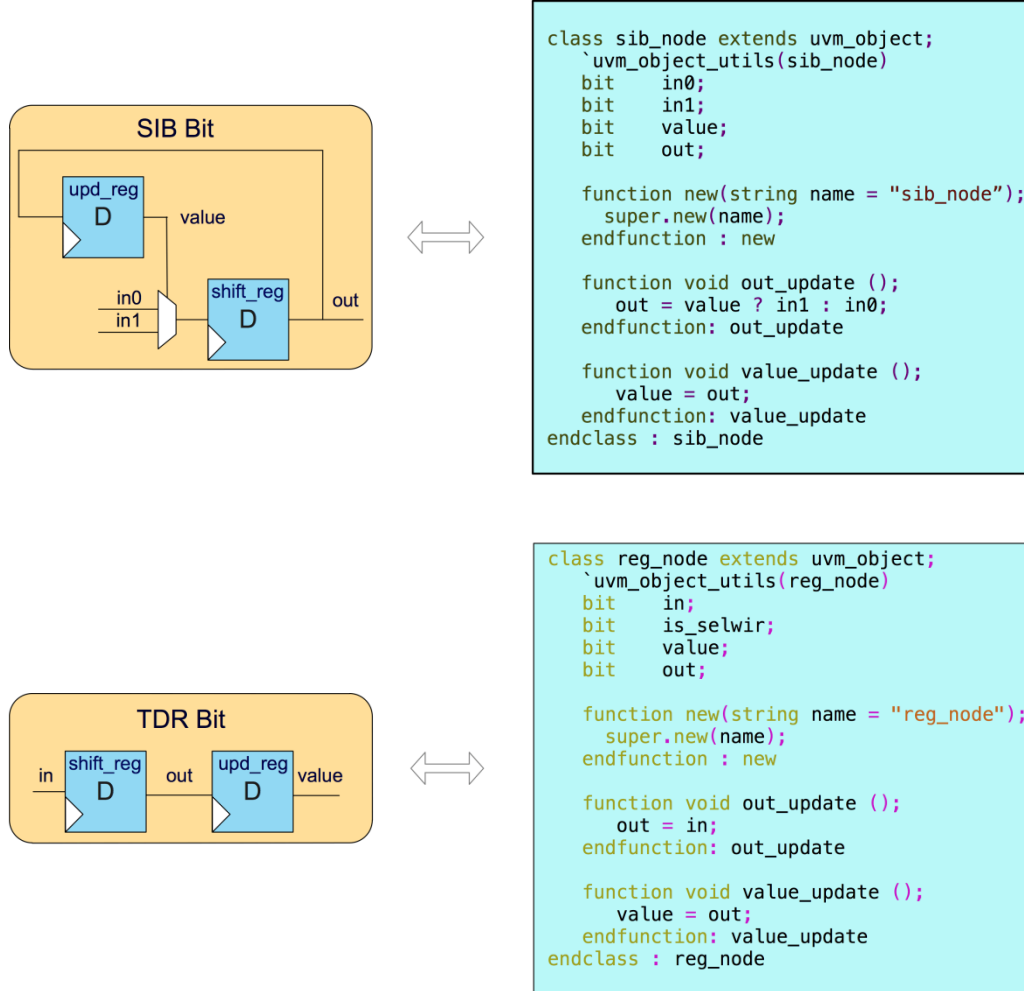 SIB Bit
upd_reg
D
value
in0
in1
shift_reg
D
out
class sib_node extends uvm_object;
`uvm_object_utils(sib_node)
bit in0;
bit in1;
bit value;
bit out;
function new(string name = "sib_node”);
super.new(name);
endfunction : new
function void out_update ();
out = value ? in1 : in0;
endfunction: out_update
function void value_update ();
value = out;
endfunction: value_update
endclass : sib_node
TDR Bit
in
shift_reg
D
out
upd_reg
D
value
class reg_node extends uvm_object;
`uvm_object_utils(reg_node)
bit in;
bit is_selwir;
bit value;
bit out;
function new(string name = "reg_node");
super.new(name);
endfunction : new
function void out_update ();
out = in;
endfunction: out_update
function void value_update ();
value = out;
endfunction: value_update
endclass : reg_node